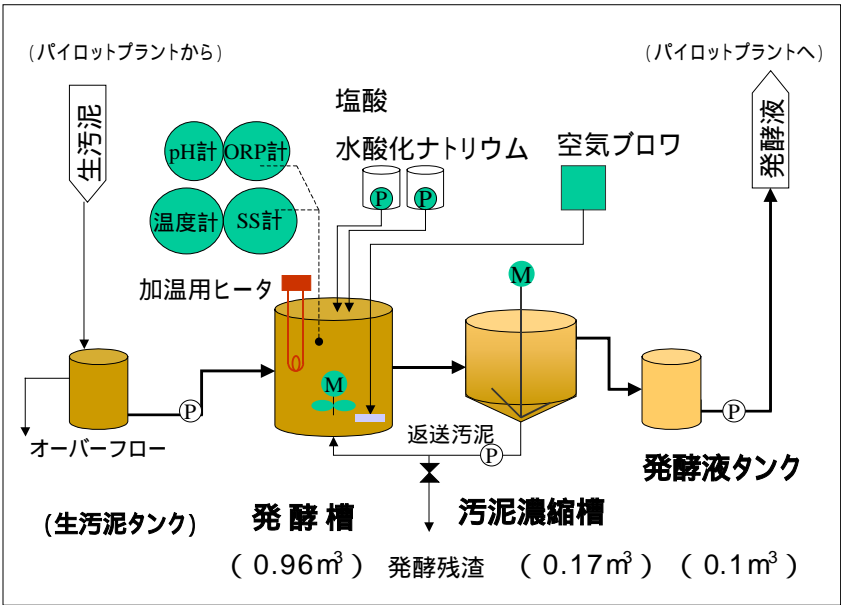 (パイロットプラントから)
(パイロットプラントへ)
生汚泥
発酵液
塩酸
水酸化ナトリウム
空気ブロワ
pH計
ORP計
温度計
SS計
P
P
加温用ヒータ
M
M
P
オーバーフロー
返送汚泥
P
P
発酵液タンク
(生汚泥タンク)
発酵槽
汚泥濃縮槽
(0.96m³)
発酵残渣
(0.17m³)
(0.1m³)